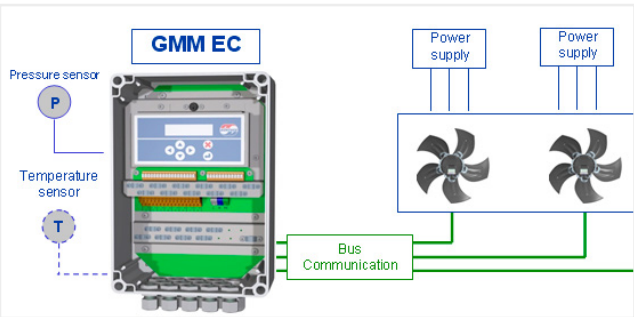 GMM EC
Power
supply
Power
supply
Pressure sensor
P
Temperature
sensor
T
Bus
Communication